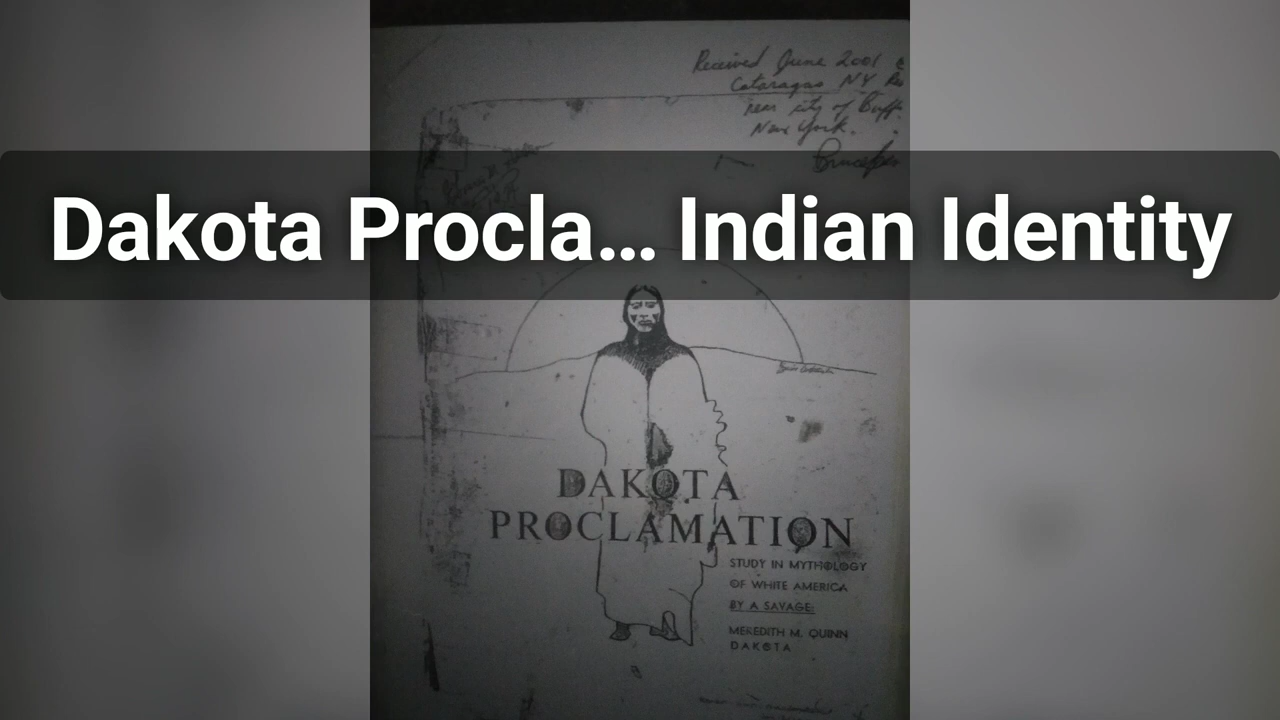 Received June 2001
Cataragas NY
near city of Buff.
New York.
Dakota Procla... Indian Identity
DAKOTA
PROCLAMATION
STUDY IN MYTHOLOGY
OF WHITE AMERICA
BY A SAVAGE:
MEREDITH M. QUINN
DAKOTA